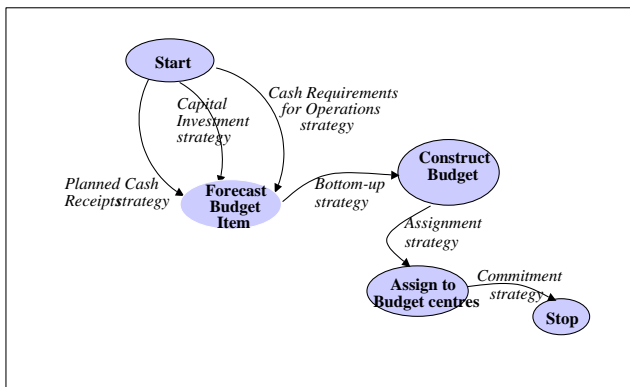 Start
Cash Requirements
for Operations
strategy
Capital
Investment
strategy
Planned Cash
Receiptsstrategy
Forecast
Budget
Item
Bottom-up
strategy
Construct
Budget
Assignment
strategy
Assign to
Budget centres
Commitment
strategy
Stop